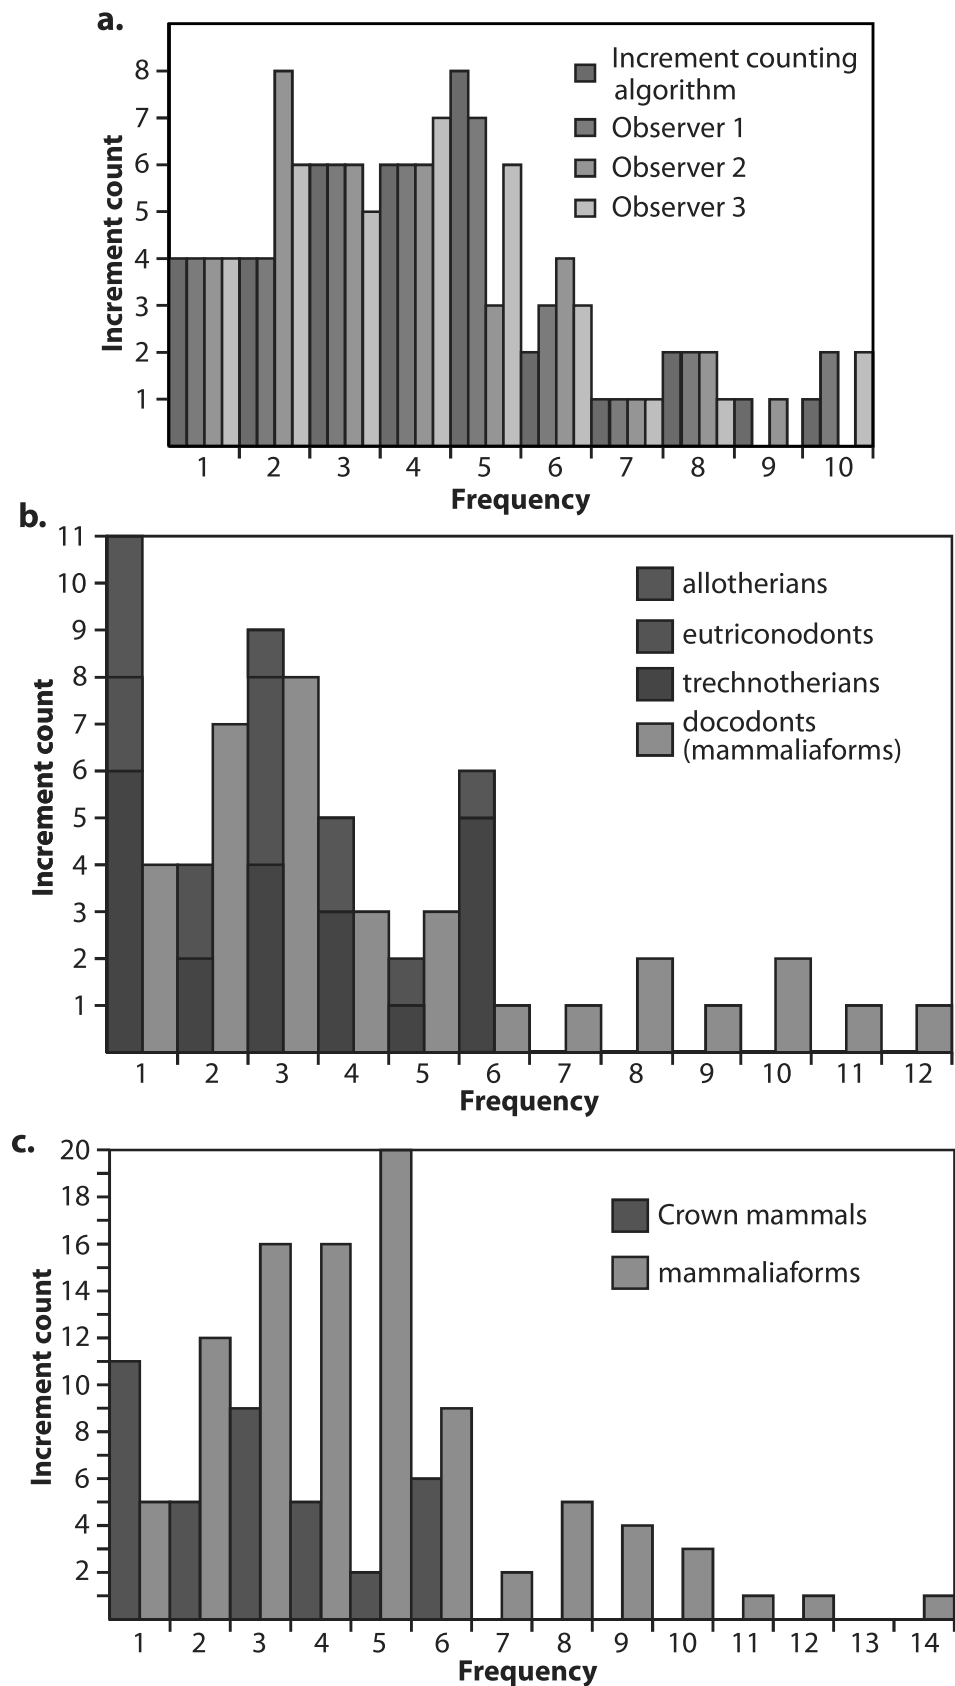 a.
8
7
6
5
4
3
2
1
Increment count
Increment counting
algorithm
Observer 1
Observer 2
Observer 3
1 2 3 4 5 6 7 8 9 10
Frequency
b.
11
10
9
8
7
6
5
4
3
2
1
Increment count
allotherians
eutriconodonts
trechnotherians
docodonts
(mammaliaforms)
1 2 3 4 5 6 7 8 9 10 11 12
Frequency
c.
20
18
16
14
12
10
8
6
4
2
Increment count
Crown mammals
mammaliaforms
1 2 3 4 5 6 7 8 9 10 11 12 13 14
Frequency